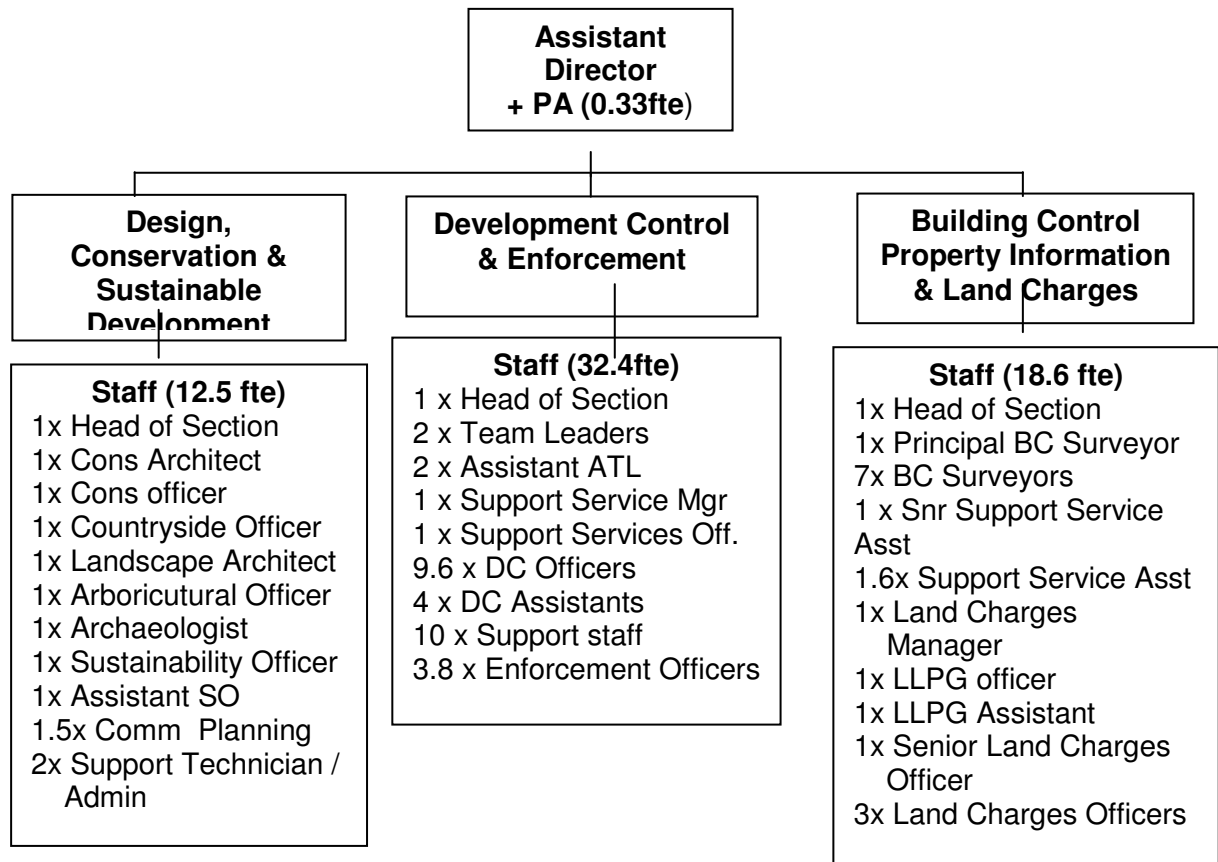 Assistant
Director
+ PA (0.33fte)
Design,
Conservation &
Sustainable
Development
Development Control
& Enforcement
Building Control
Property Information
& Land Charges
Staff (12.5 fte)
1x Head of Section
1x Cons Architect
1x Cons officer
1x Countryside Officer
1x Landscape Architect
1x Arboricutural Officer
1x Archaeologist
1x Sustainability Officer
1x Assistant SO
1.5x Comm Planning
2x Support Technician /
Admin
Staff (32.4fte)
1 x Head of Section
2 x Team Leaders
2 x Assistant ATL
1 x Support Service Mgr
1 x Support Services Off.
9.6 x DC Officers
4 x DC Assistants
10 x Support staff
3.8 x Enforcement Officers
Staff (18.6 fte)
1x Head of Section
1x Principal BC Surveyor
7x BC Surveyors
1 x Snr Support Service
Asst
1.6x Support Service Asst
1x Land Charges
Manager
1x LLPG officer
1x LLPG Assistant
1x Senior Land Charges
Officer
3x Land Charges Officers